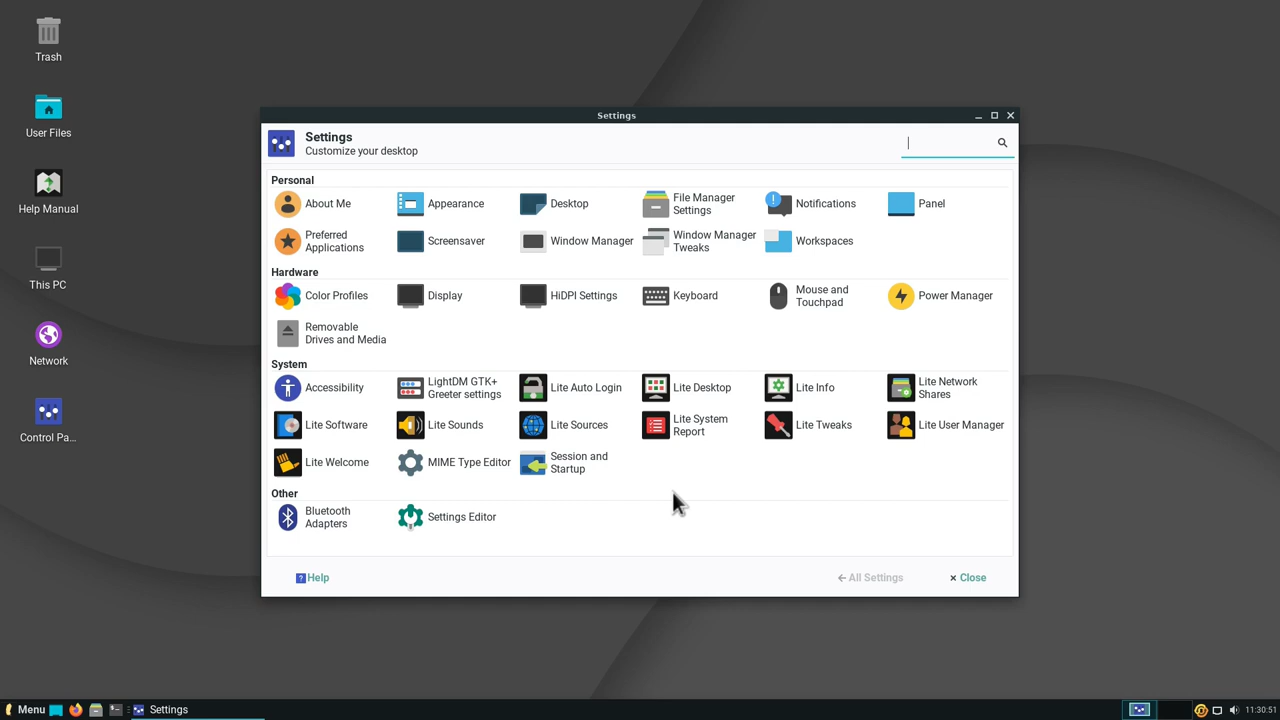 Trash
User Files
Help Manual
This PC
Network
Control Pa...
Settings
Settings
Customize your desktop
Personal
About Me
Appearance
Desktop
File Manager
Settings
Notifications
Panel
Preferred
Applications
Screensaver
Window Manager
Window Manager
Tweaks
Workspaces
Hardware
Color Profiles
Display
HiDPI Settings
Keyboard
Mouse and
Touchpad
Power Manager
Removable
Drives and Media
System
Accessibility
LightDM GTK+
Greeter settings
Lite Auto Login
Lite Desktop
Lite Info
Lite Network
Shares
Lite Software
Lite Sounds
Lite Sources
Lite System
Report
Lite Tweaks
Lite User Manager
Lite Welcome
MIME Type Editor
Session and
Startup
Other
Bluetooth
Adapters
Settings Editor
Help
All Settings
Close
Menu
Settings
11:30:51